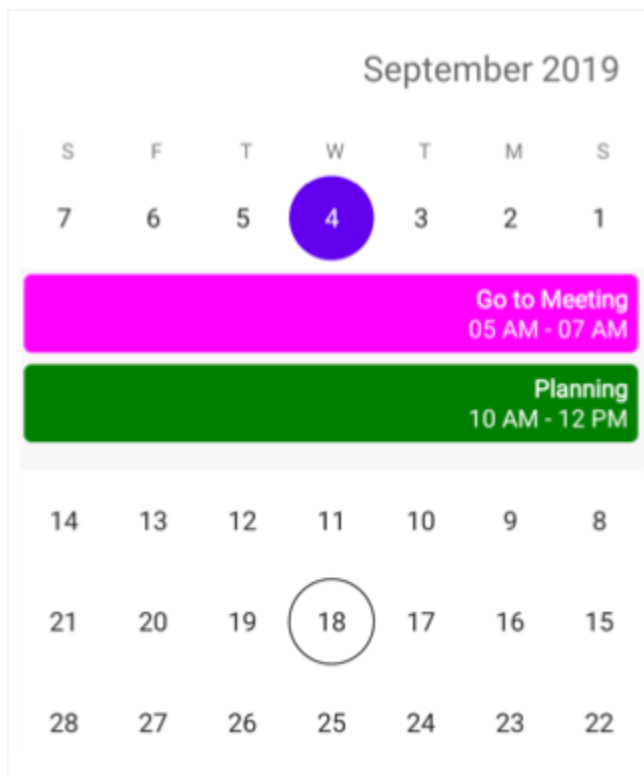 September 2019
S F T W T M S
7 6 5 4 3 2 1
Go to Meeting
05 AM - 07 AM
Planning
10 AM - 12 PM
14 13 12 11 10 9 8
21 20 19 18 17 16 15
28 27 26 25 24 23 22